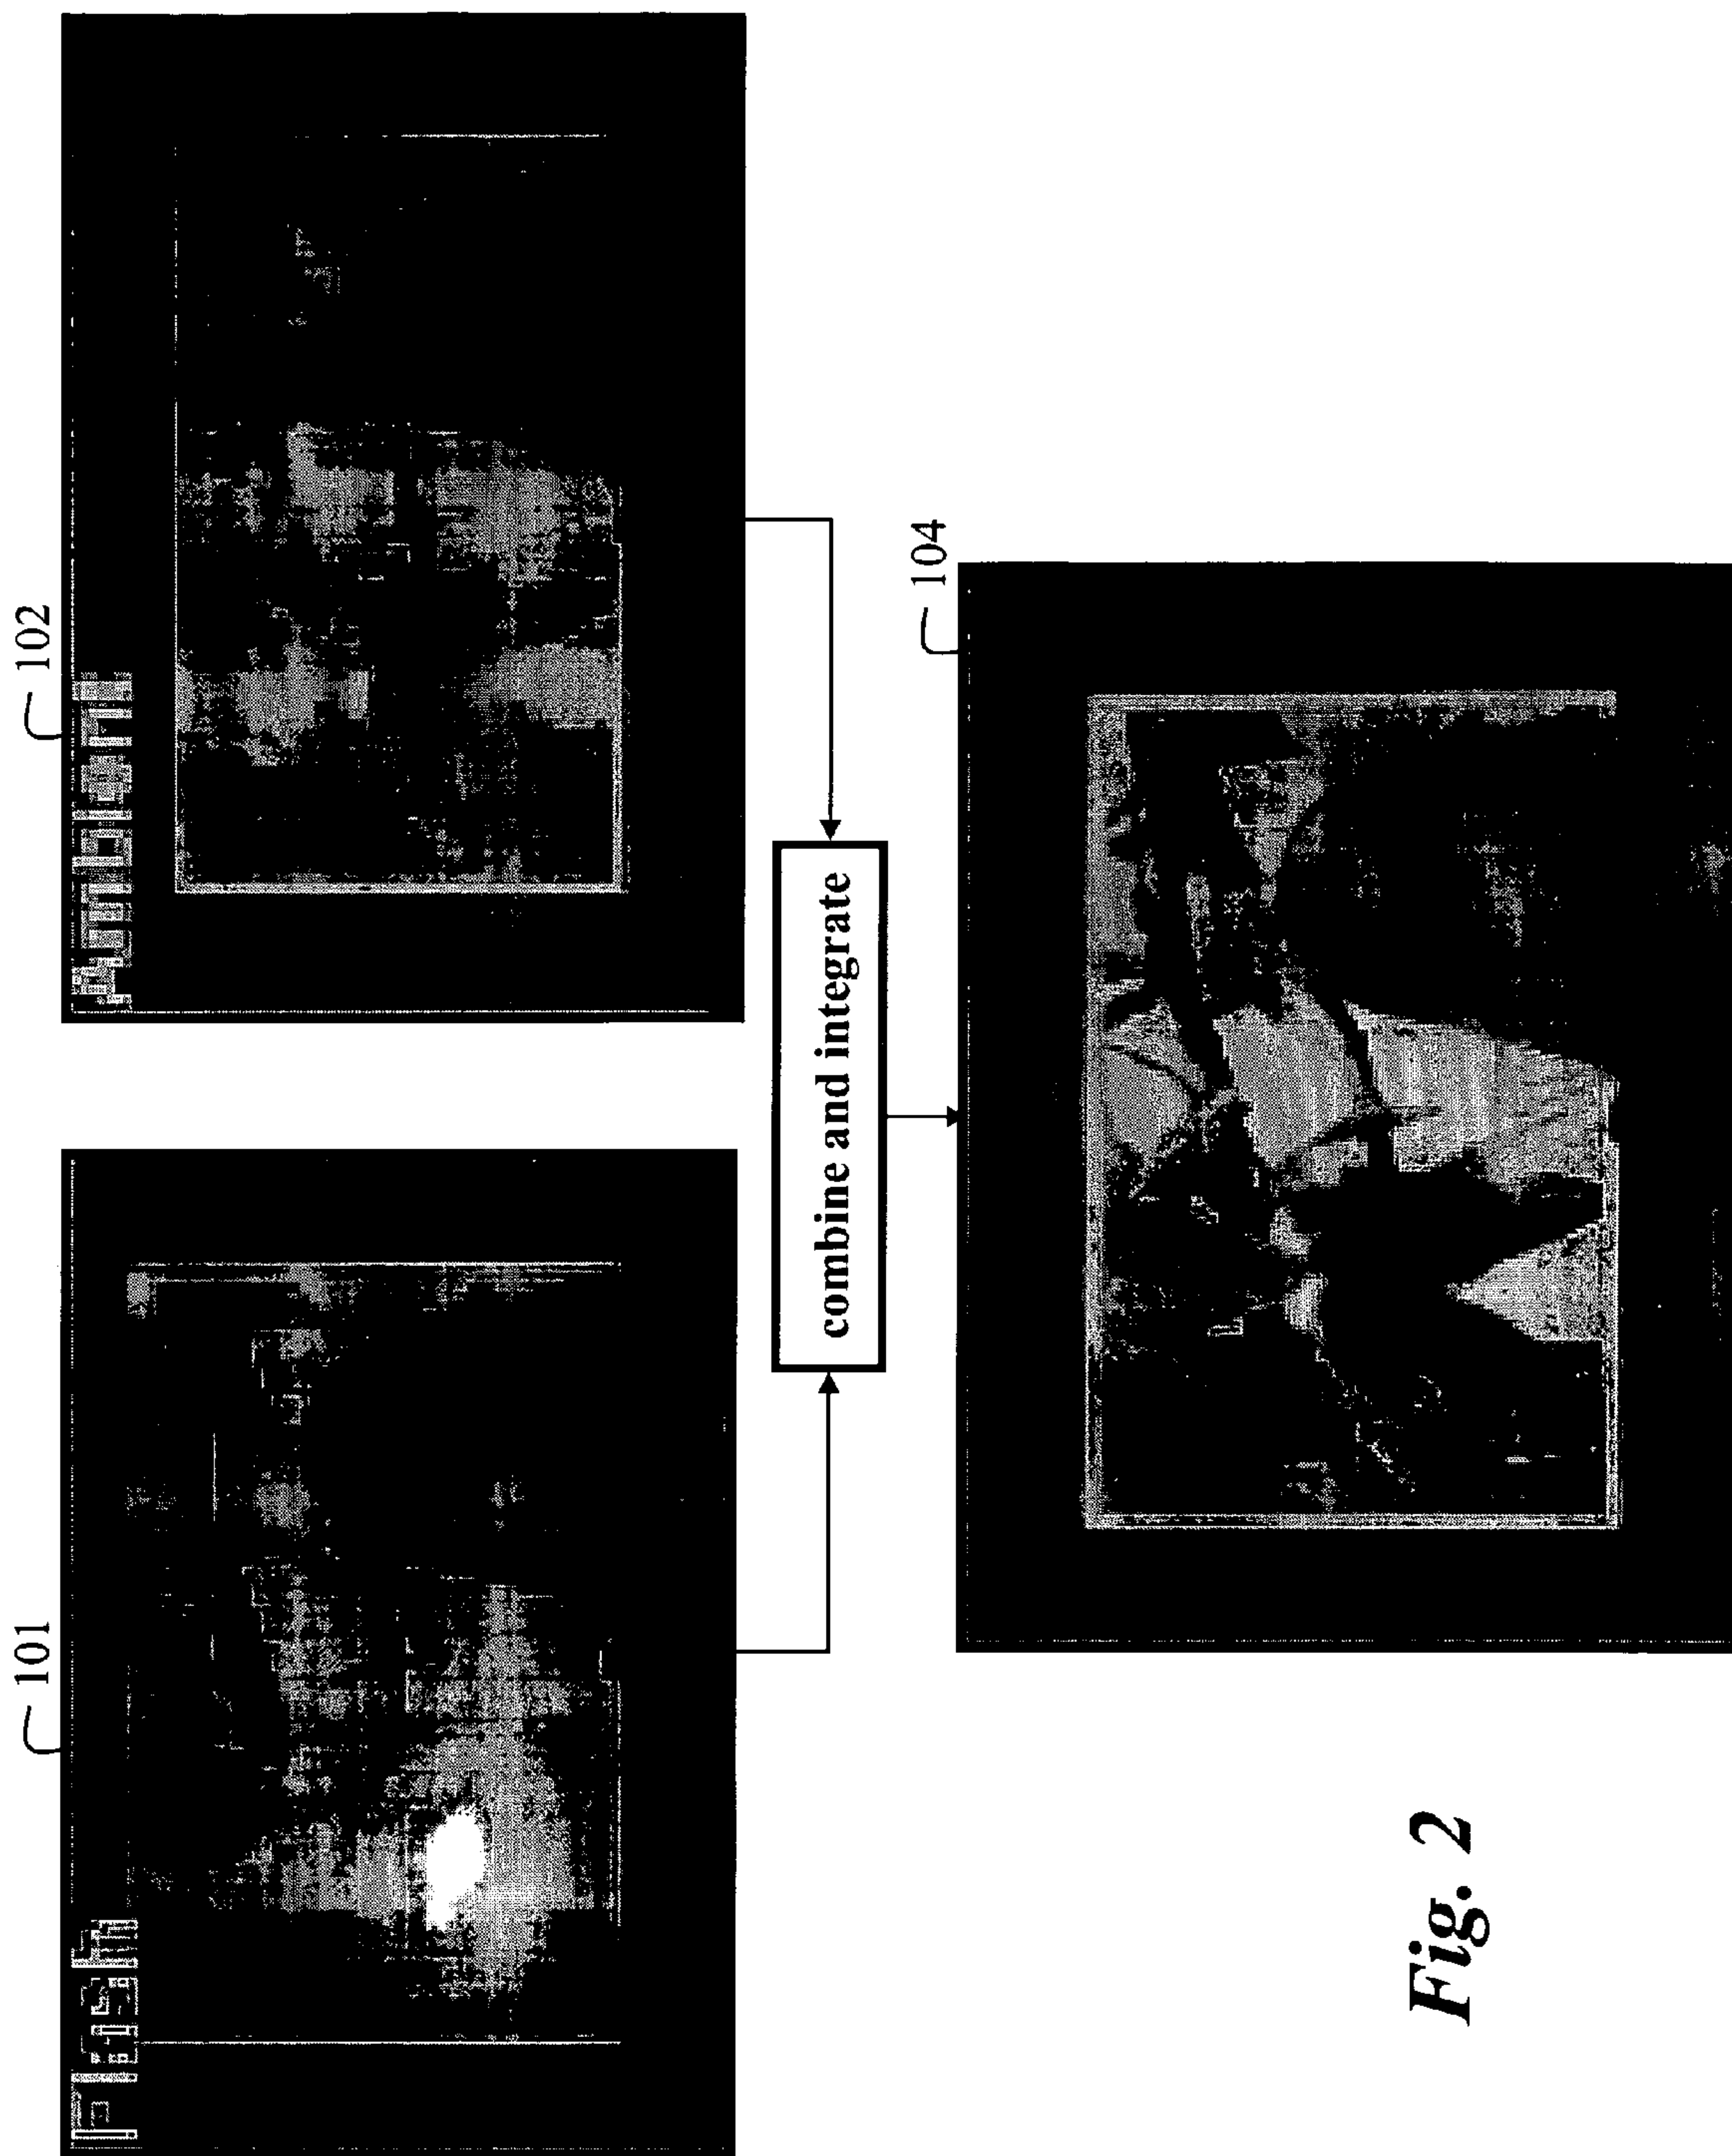 101
Flash
102
Ambient
combine and integrate
104
Fig. 2